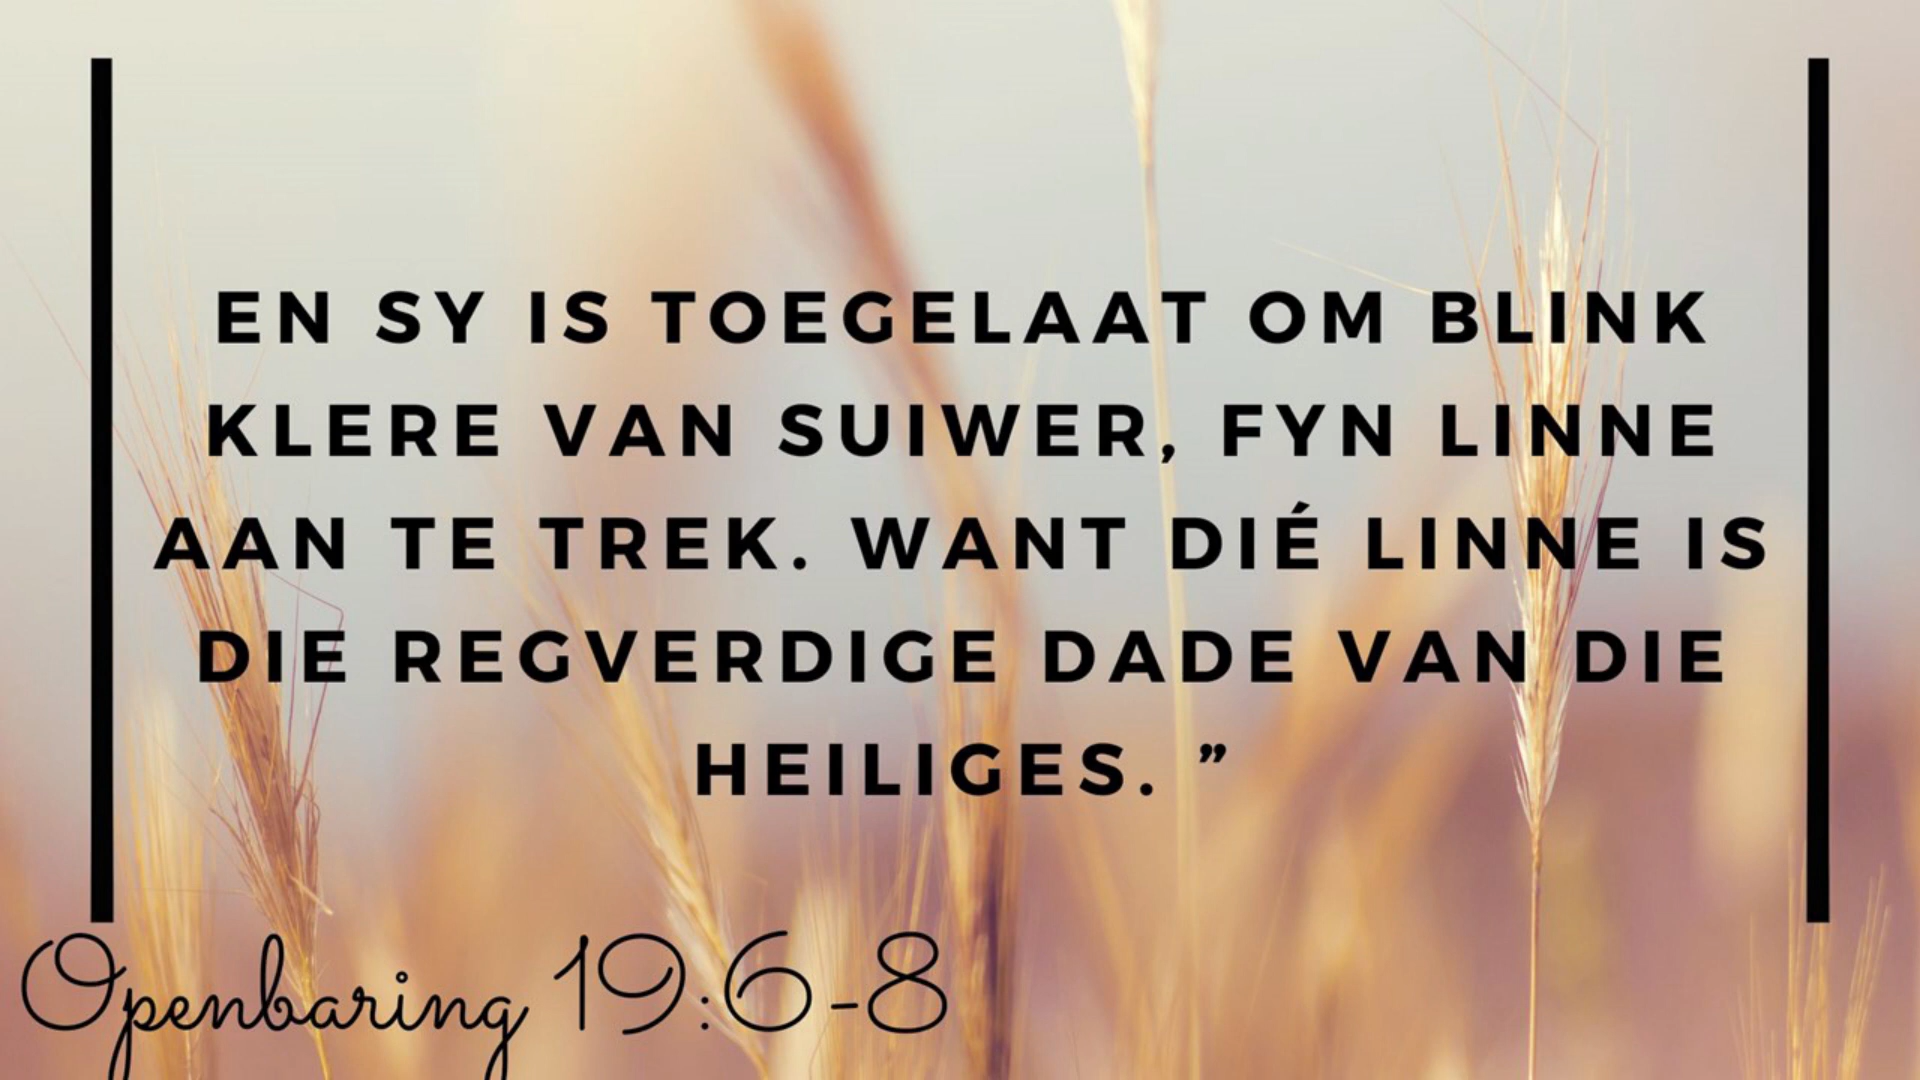 EN SY IS TOEGELAAT OM BLINK
KLERE VAN SUIWER, FYN LINNE
AAN TE TREK. WANT DIÉ LINNE IS
DIE REGVERDIGE DADE VAN DIE
HEILIGES. ”
Openbaring 19:6-8